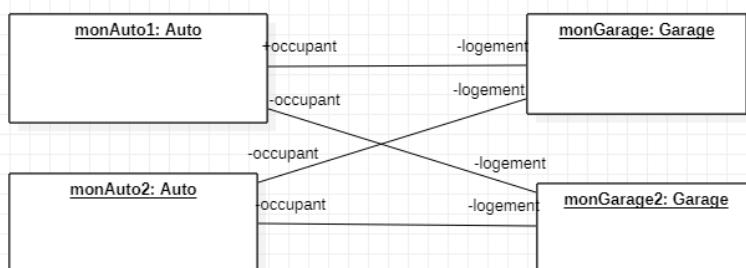 monAuto1: Auto
monGarage: Garage
+occupant
-logement
-logement
-occupant
-occupant
-logement
monAuto2: Auto
monGarage2: Garage
-occupant
-logement